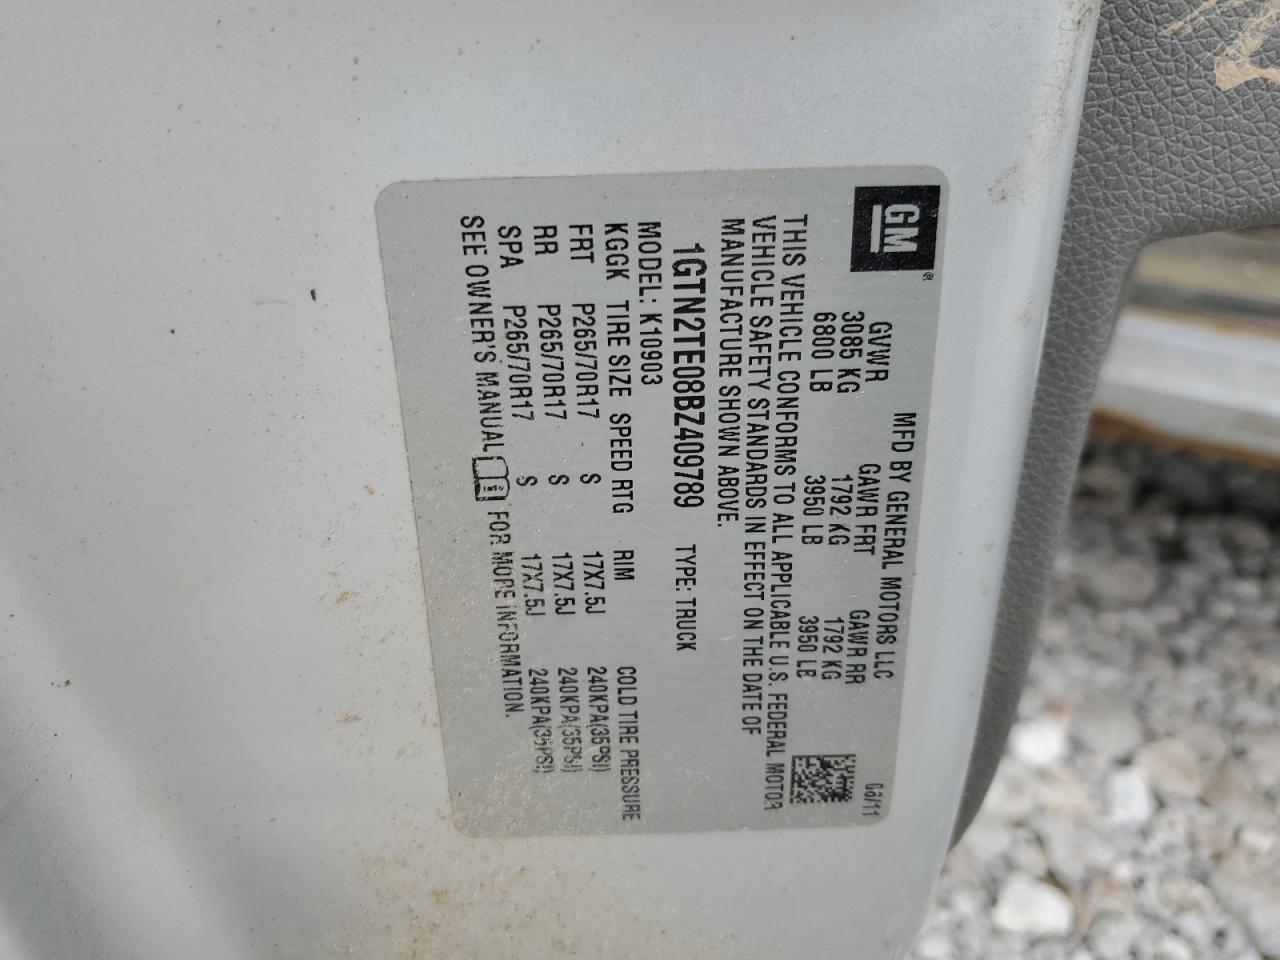 GM®
MFD BY GENERAL MOTORS LLC 06/11
GVWR GAWR FRT GAWR RR
3085 KG 1792 KG 1792 KG
6800 LB 3950 LB 3950 LB
THIS VEHICLE CONFORMS TO ALL APPLICABLE U.S. FEDERAL MOTOR
VEHICLE SAFETY STANDARDS IN EFFECT ON THE DATE OF
MANUFACTURE SHOWN ABOVE.
1GTN2TE08BZ409789 TYPE: TRUCK
MODEL: K10903
KGGK TIRE SIZE SPEED RTG RIM COLD TIRE PRESSURE
FRT P265/70R17 S 17X7.5J 240KPA(35PSI)
RR P265/70R17 S 17X7.5J 240KPA(35PSI)
SPA P265/70R17 S 17X7.5J 240KPA(35PSI)
SEE OWNER'S MANUAL FOR MORE INFORMATION.